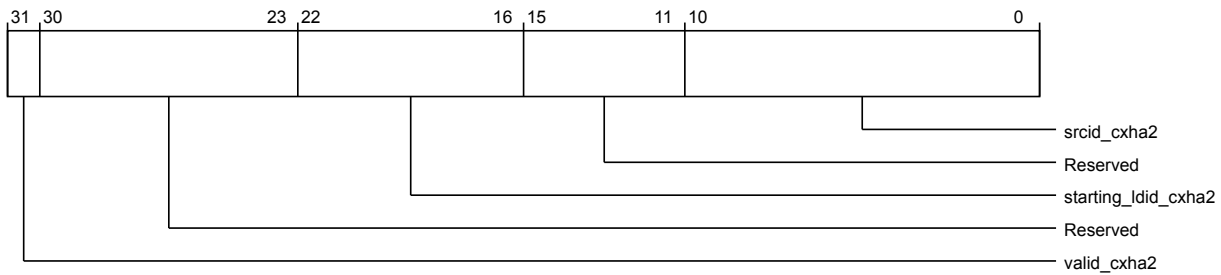 31 30 23 22 16 15 11 10 0
srcid_cxha2
Reserved
starting_ldid_cxha2
Reserved
valid_cxha2